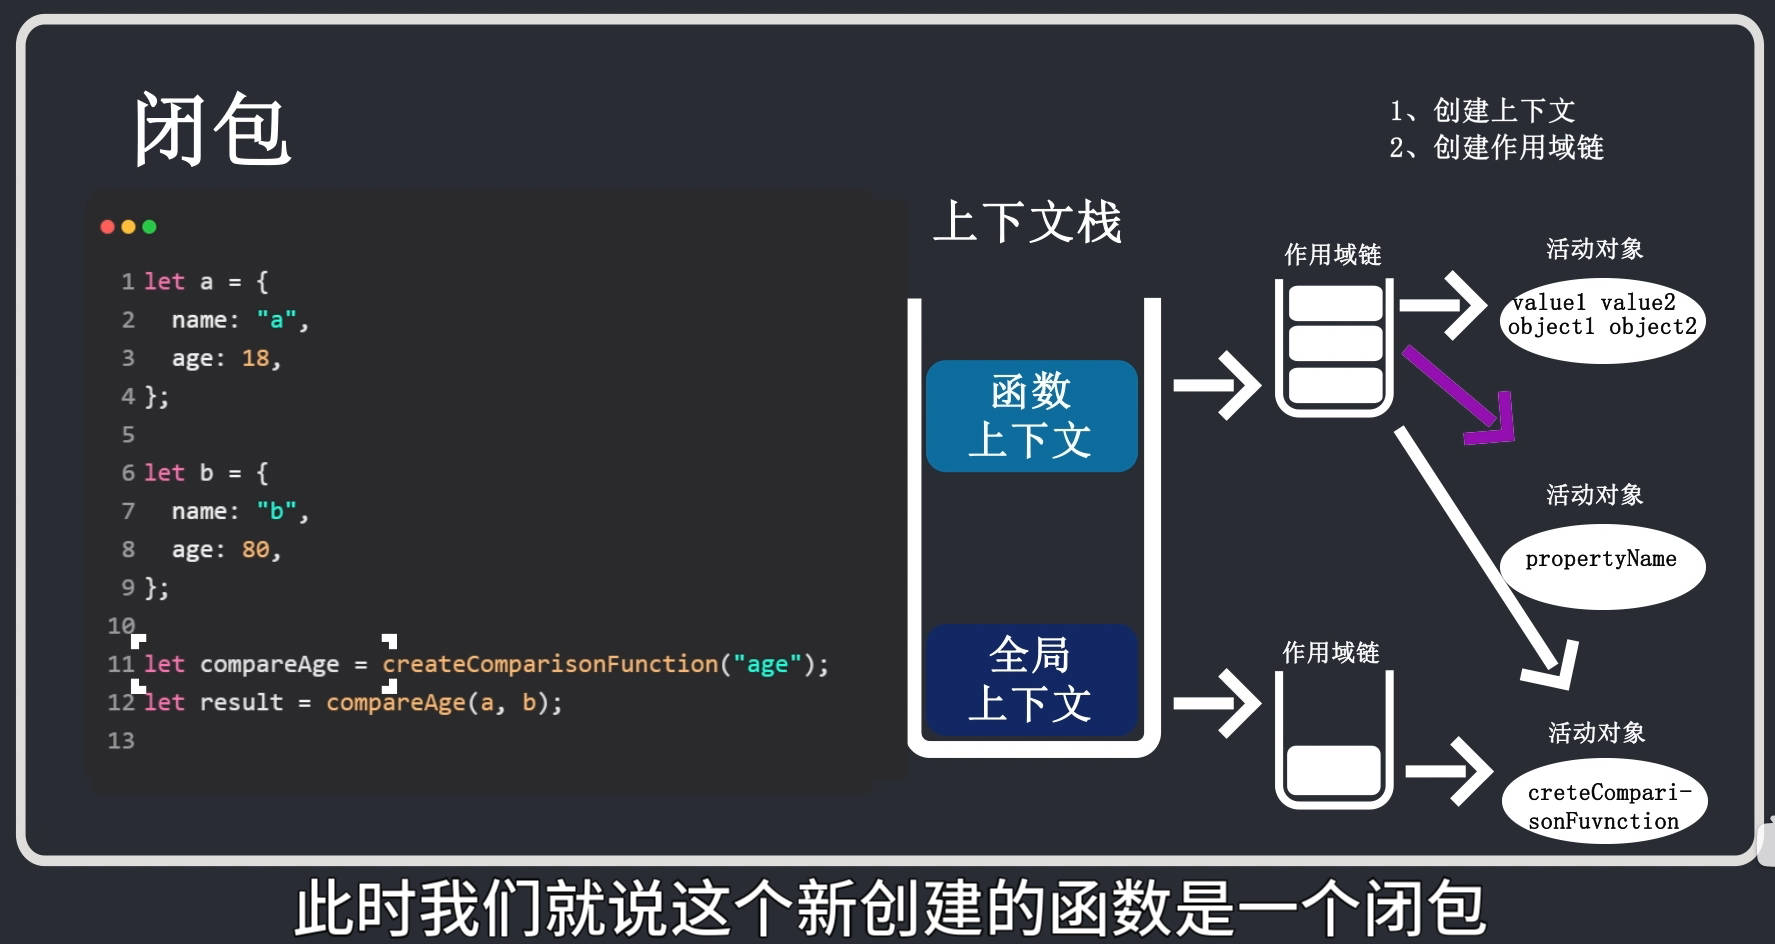 闭包
1、创建上下文
2、创建作用域链
1 let a = {
2   name: "a",
3   age: 18,
4 };
5
6 let b = {
7   name: "b",
8   age: 80,
9 };
10
11 let compareAge = createComparisonFunction("age");
12 let result = compareAge(a, b);
13
上下文栈
函数
上下文
全局
上下文
作用域链
活动对象
value1 value2
object1 object2
活动对象
propertyName
作用域链
活动对象
creteCompari-
sonFuvnction
此时我们就说这个新创建的函数是一个闭包